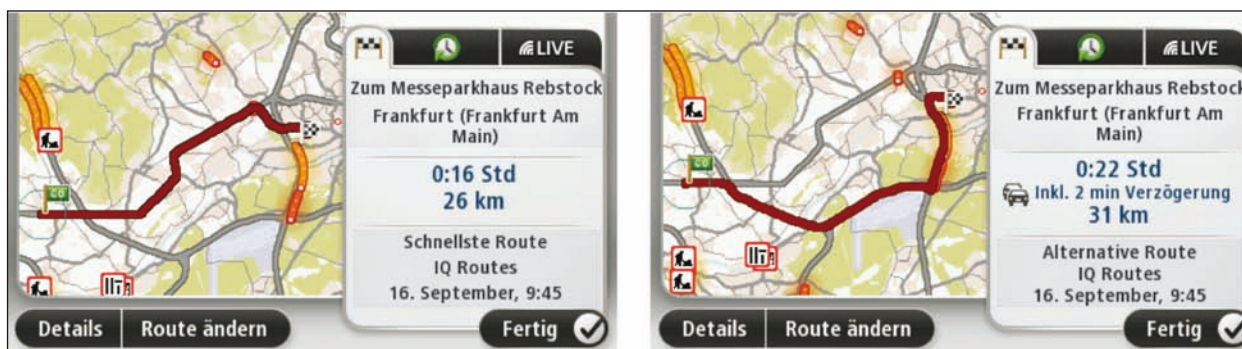 GO
LIVE
Zum Messeparkhaus Rebstock
Frankfurt (Frankfurt Am
Main)
0:16 Std
26 km
Schnellste Route
IQ Routes
16. September, 9:45
Details
Route ändern
Fertig
GO
LIVE
Zum Messeparkhaus Rebstock
Frankfurt (Frankfurt Am
Main)
0:22 Std
Inkl. 2 min Verzögerung
31 km
Alternative Route
IQ Routes
16. September, 9:45
Details
Route ändern
Fertig